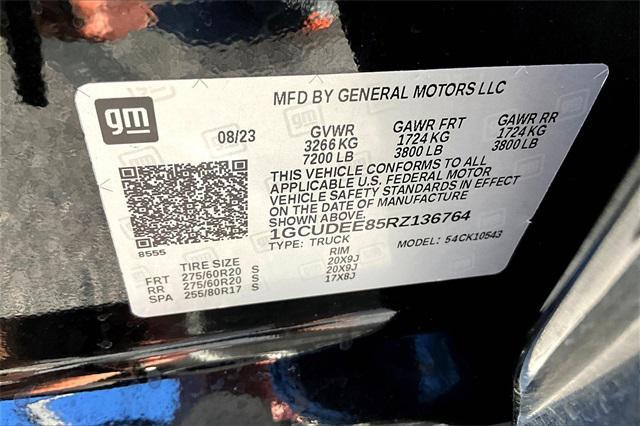 gm
MFD BY GENERAL MOTORS LLC
08/23 GVWR GAWR FRT GAWR RR
3266 KG 1724 KG 1724 KG
7200 LB 3800 LB 3800 LB
THIS VEHICLE CONFORMS TO ALL
APPLICABLE U.S. FEDERAL MOTOR
VEHICLE SAFETY STANDARDS IN EFFECT
ON THE DATE OF MANUFACTURE
SHOWN ABOVE.
1GCUDEE85RZ136764
8555 TYPE: TRUCK MODEL: 54CK10543
TIRE SIZE RIM
FRT 275/60R20 S 20X9J
RR 275/60R20 S 20X9J
SPA 255/80R17 S 17X8J